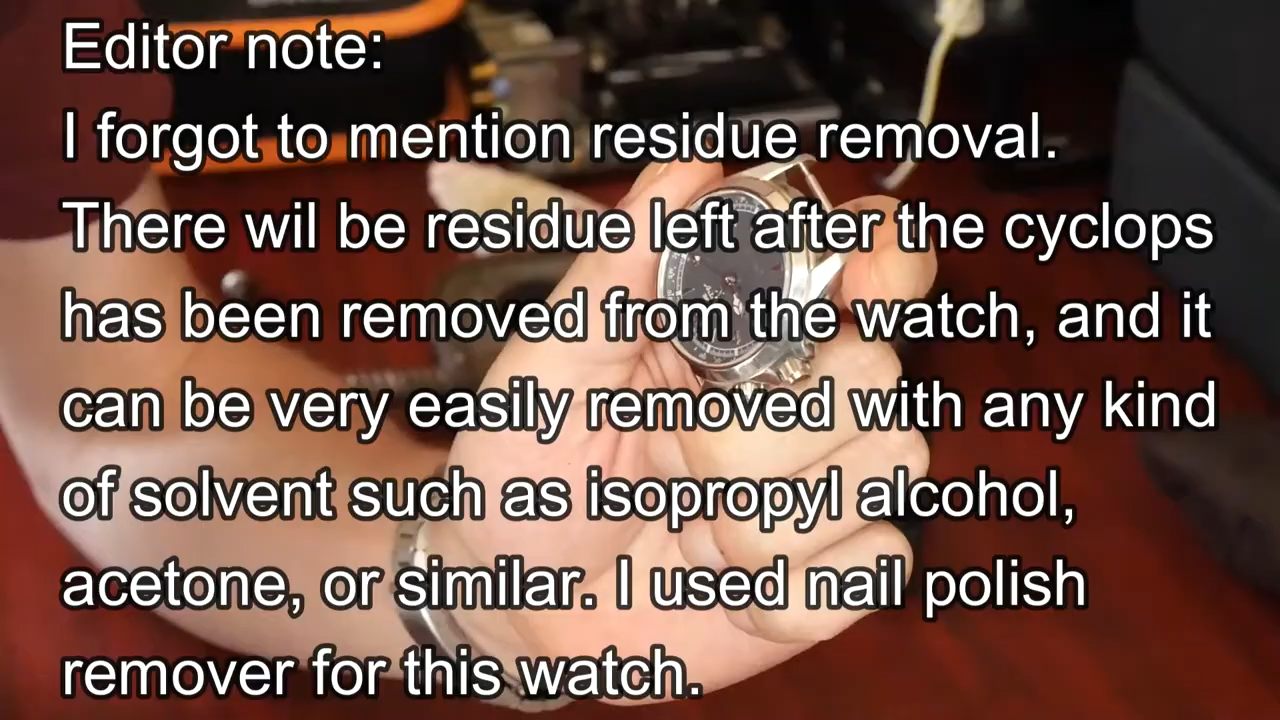 Editor note:
I forgot to mention residue removal.
There wil be residue left after the cyclops
has been removed from the watch, and it
can be very easily removed with any kind
of solvent such as isopropyl alcohol,
acetone, or similar. I used nail polish
remover for this watch.